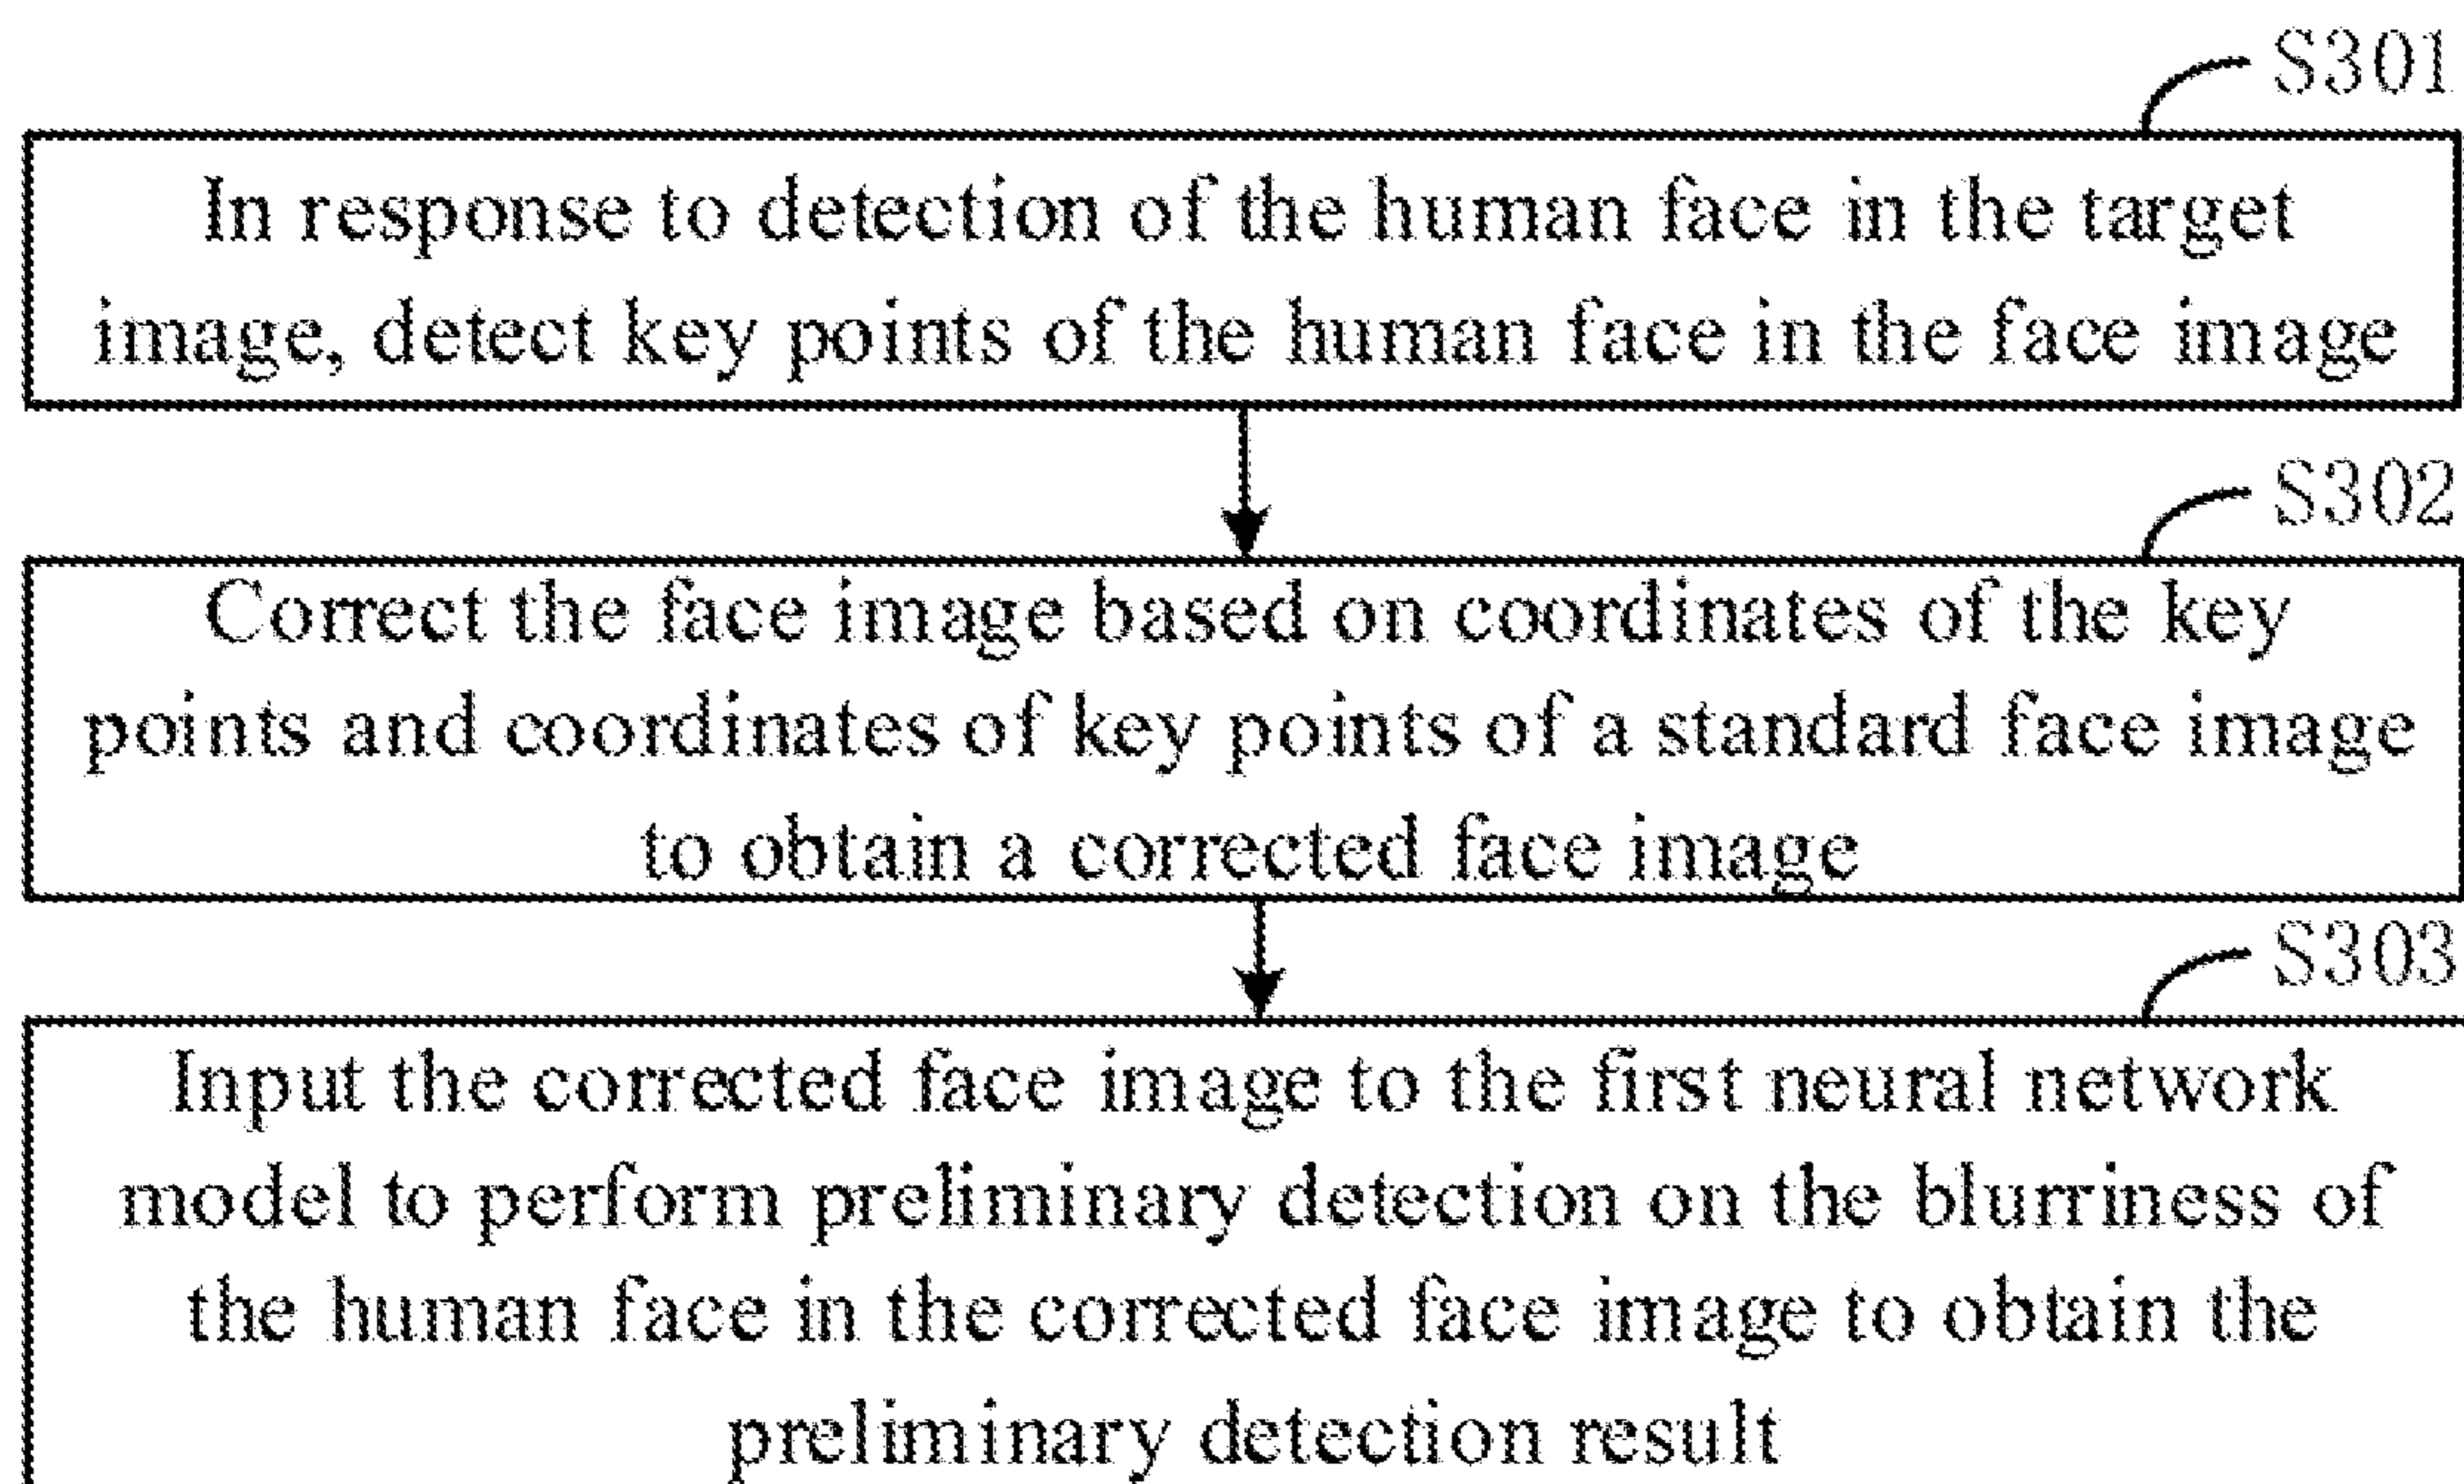 S301
In response to detection of the human face in the target
image, detect key points of the human face in the face image
S302
Correct the face image based on coordinates of the key
points and coordinates of key points of a standard face image
to obtain a corrected face image
S303
Input the corrected face image to the first neural network
model to perform preliminary detection on the blurriness of
the human face in the corrected face image to obtain the
preliminary detection result